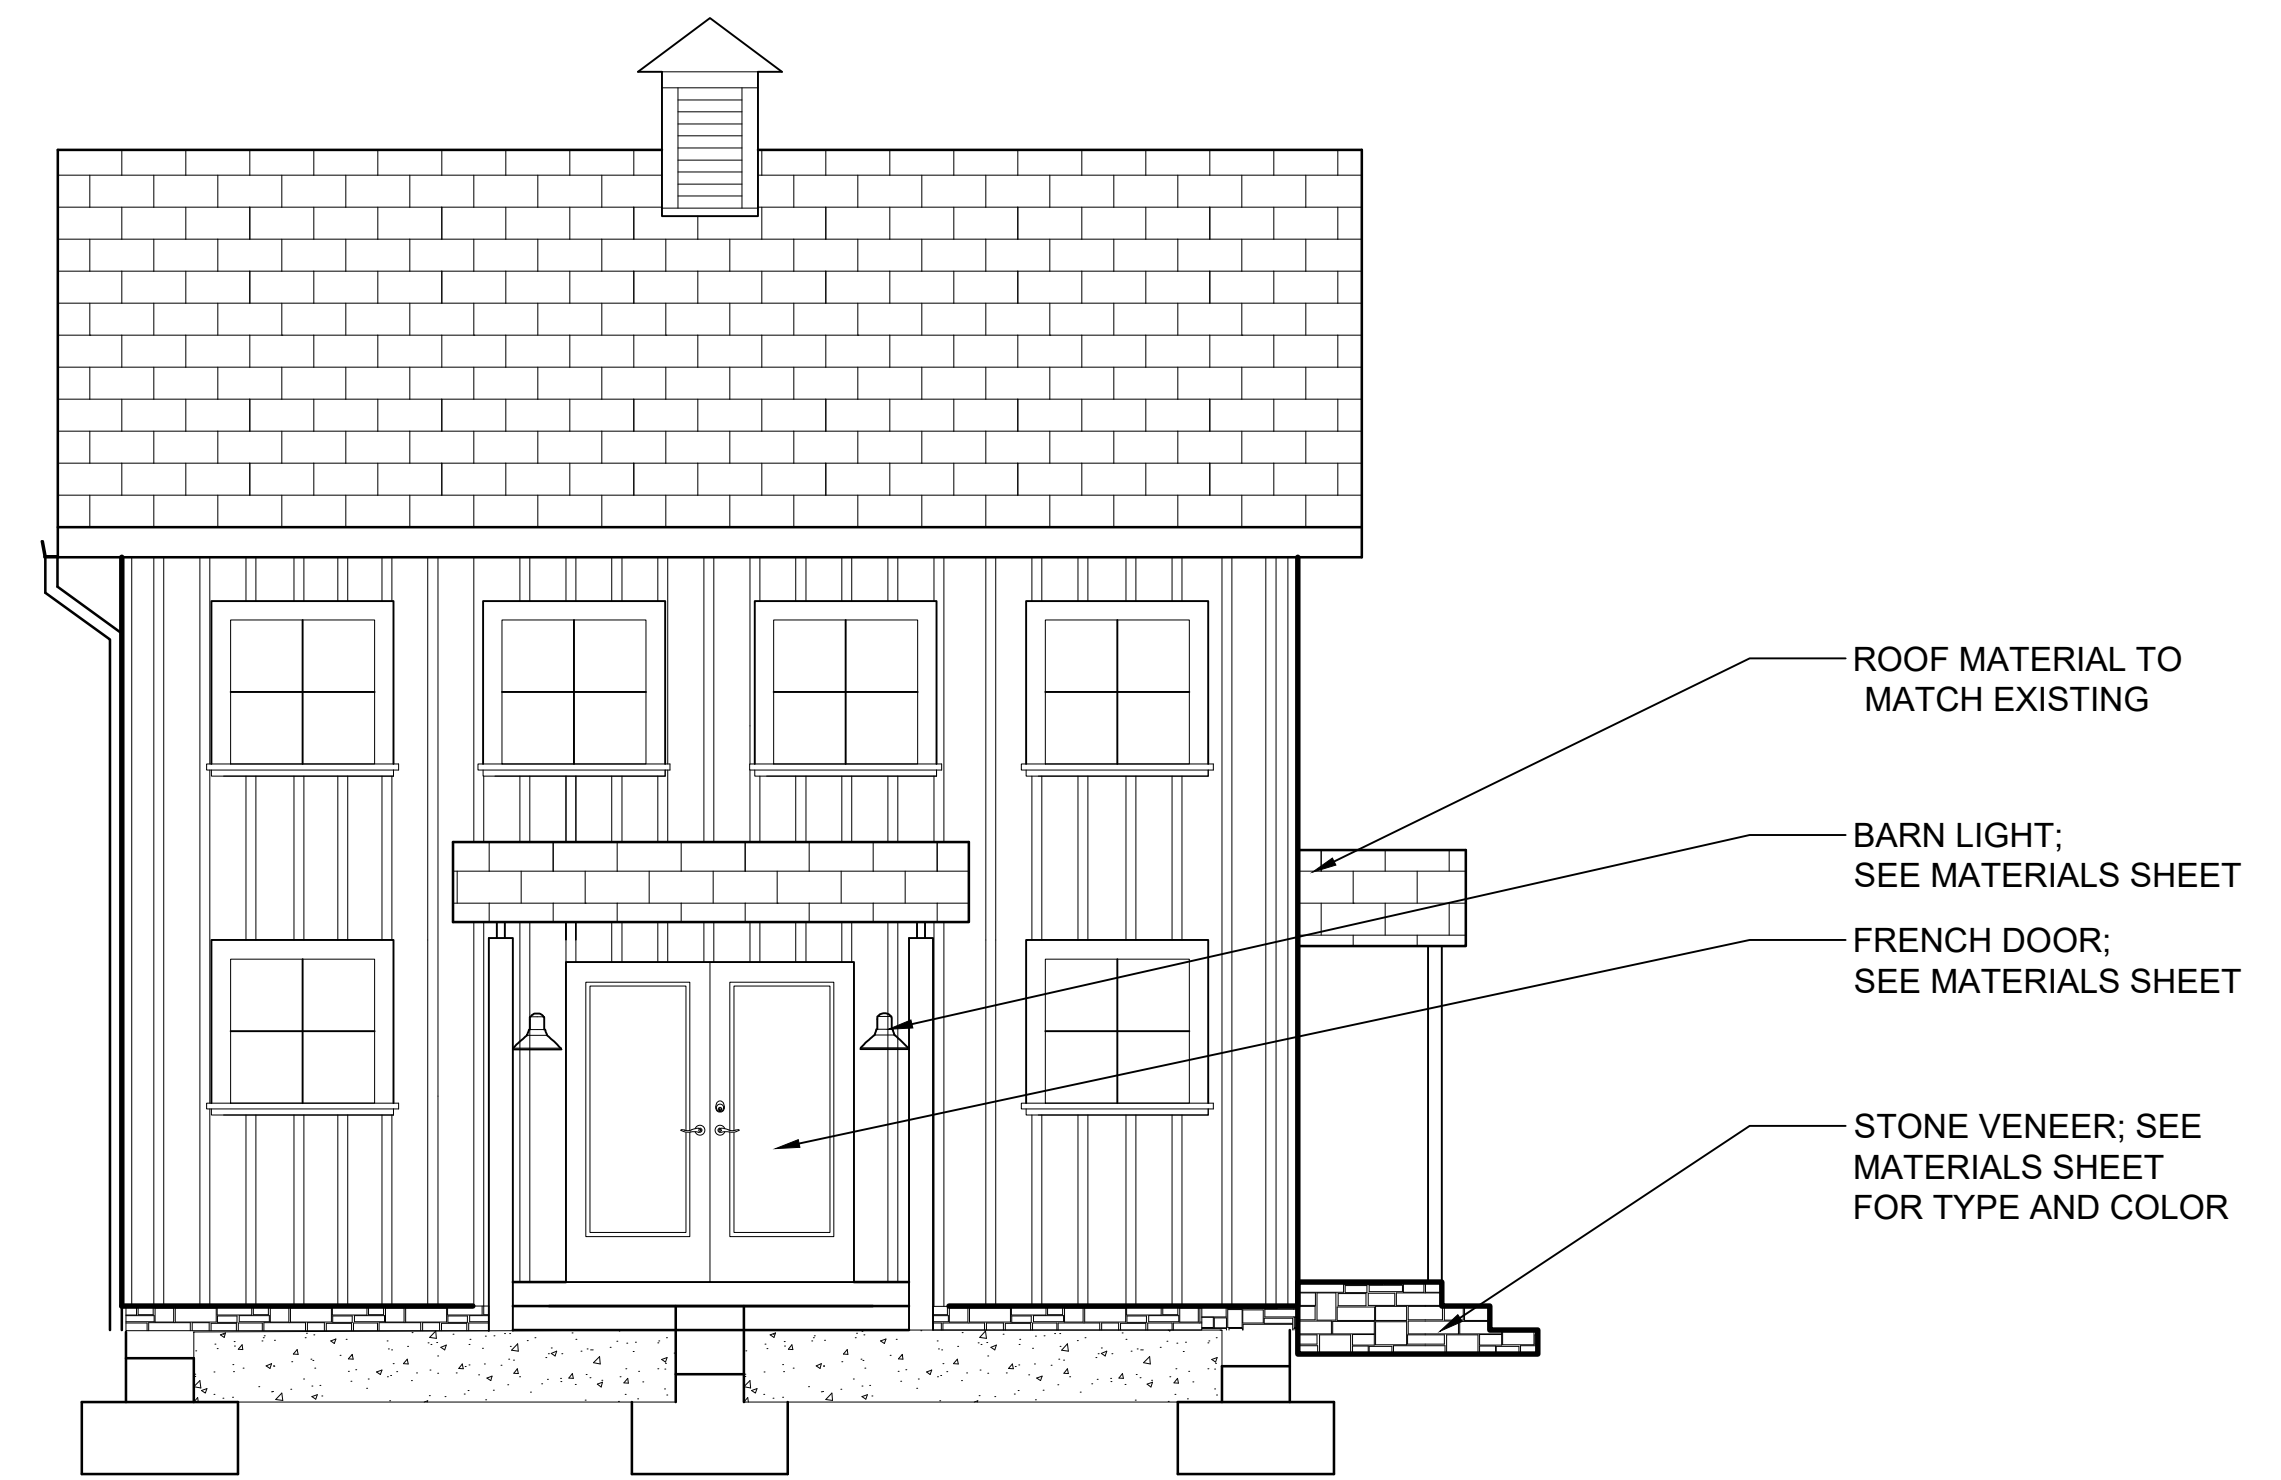 ROOF MATERIAL TO
MATCH EXISTING
BARN LIGHT;
SEE MATERIALS SHEET
FRENCH DOOR;
SEE MATERIALS SHEET
STONE VENEER; SEE
MATERIALS SHEET
FOR TYPE AND COLOR